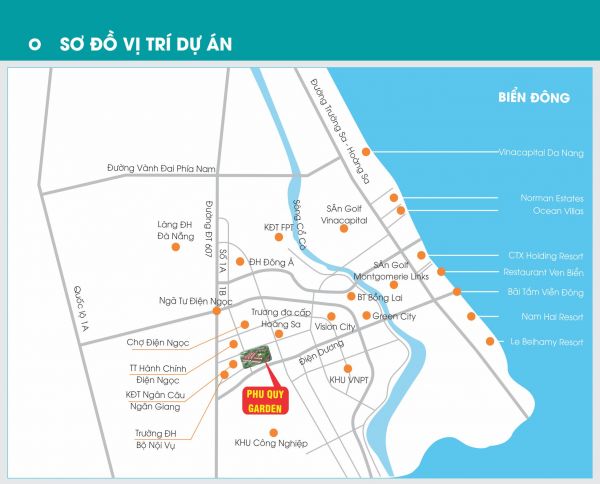 SƠ ĐỒ VỊ TRÍ DỰ ÁN
BIỂN ĐÔNG
Đường Trường Sa - Hoàng Sa
Vinacapital Da Nang
Đường Vành Đai Phía Nam
Norman Estates
Ocean Villas
Sông Cổ Cò
SÂn Golf
Vinacapital
Làng ĐH
Đà Nẵng
Đường ĐT 607
KĐT FPT
Số 1A
1B
ĐH Đông Á
CTX Holding Resort
SÂn Golf
Montgomerie Links
Restaurant Ven Biển
Quốc lộ 1A
Bãi Tắm Viễn Đông
BT Bồng Lai
Ngã Tư Điện Ngọc
Trường đa cấp
Hoàng Sa
Vision City
Green City
Nam Hai Resort
Chợ Điện Ngọc
Điện Dương
Le Belhamy Resort
TT Hành Chính
Điện Ngọc
KHU VNPT
KĐT Ngân Câu
Ngân Giang
PHU QUY
GARDEN
Trường ĐH
Bộ Nội Vụ
KHU Công Nghiệp